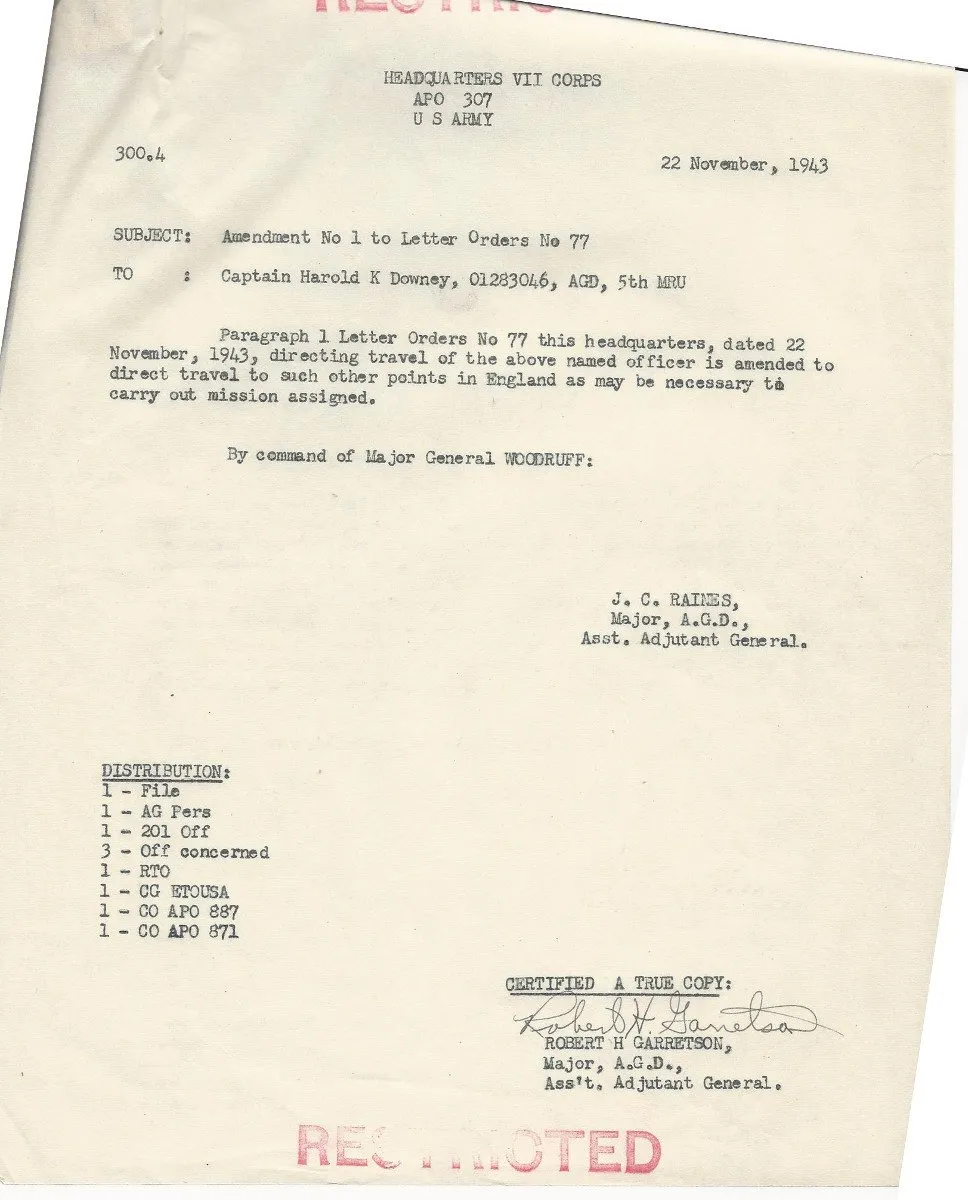 RESTRIC
HEADQUARTERS VII CORPS
APO 307
U S ARMY
300.4
22 November, 1943
SUBJECT: Amendment No 1 to Letter Orders No 77
TO : Captain Harold K Downey, 01283046, AGD, 5th MRU
Paragraph 1 Letter Orders No 77 this headquarters, dated 22
November, 1943, directing travel of the above named officer is amended to
direct travel to such other points in England as may be necessary to
carry out mission assigned.
By command of Major General WOODRUFF:
J. C. RAINES,
Major, A.G.D.,
Asst. Adjutant General.
DISTRIBUTION:
1 - File
1 - AG Pers
1 - 201 Off
3 - Off concerned
1 - RTO
1 - CG ETOUSA
1 - CO APO 887
1 - CO APO 871
CERTIFIED A TRUE COPY:
Robert H. Garretson
ROBERT H GARRETSON,
Major, A.G.D.,
Ass't. Adjutant General.
RESTRICTED